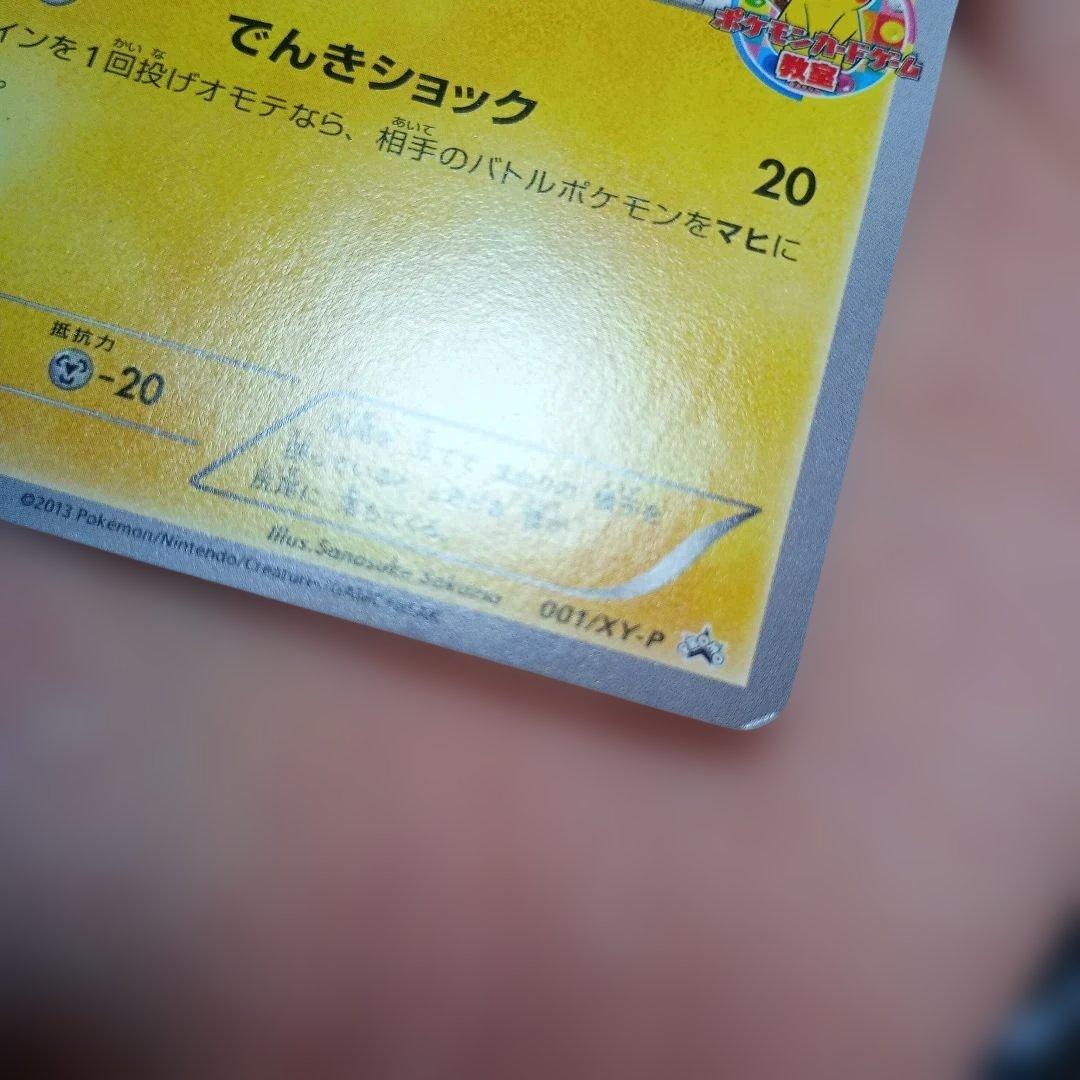 ポケモンカードゲーム
教室
でんきショック
20
インを1回投げオモテなら、相手のバトルポケモンをマヒに
。
抵抗力
-20
©2013 Pokémon/Nintendo/Creatures/GAME FREAK
Illus. Sanosuke Sakuma
001/XY-P